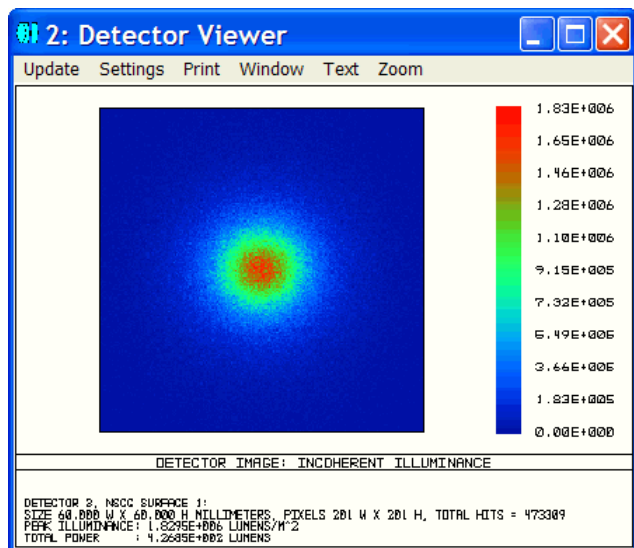 2: Detector Viewer
Update Settings Print Window Text Zoom
1.83E+006
1.65E+006
1.46E+006
1.28E+006
1.10E+006
9.15E+005
7.32E+005
5.49E+005
3.66E+005
1.83E+005
0.00E+000
DETECTOR IMAGE: INCOHERENT ILLUMINANCE
DETECTOR 3, NSCG SURFACE 1:
SIZE 60.000 W X 60.000 H MILLIMETERS, PIXELS 201 W X 201 H, TOTAL HITS = 473309
PEAK ILLUMINANCE: 1.8295E+006 LUMENS/M^2
TOTAL POWER : 4.2685E+002 LUMENS